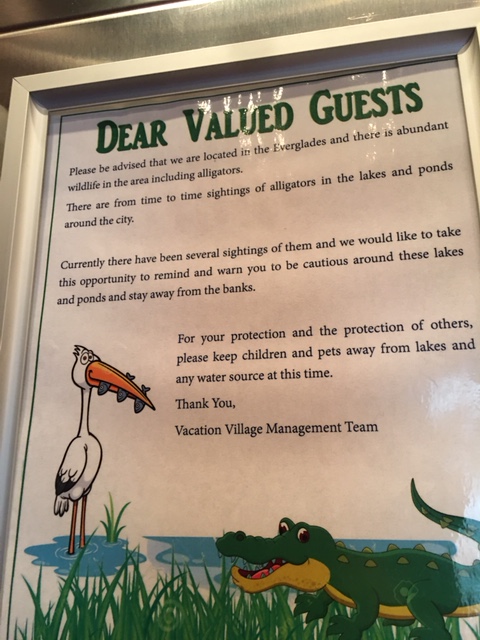 DEAR VALUED GUESTS
Please be advised that we are located in the Everglades and there is abundant
wildlife in the area including alligators.
There are from time to time sightings of alligators in the lakes and ponds
around the city.
Currently there have been several sightings of them and we would like to take
this opportunity to remind and warn you to be cautious around these lakes
and ponds and stay away from the banks.
For your protection and the protection of others,
please keep children and pets away from lakes and
any water source at this time.
Thank You,
Vacation Village Management Team